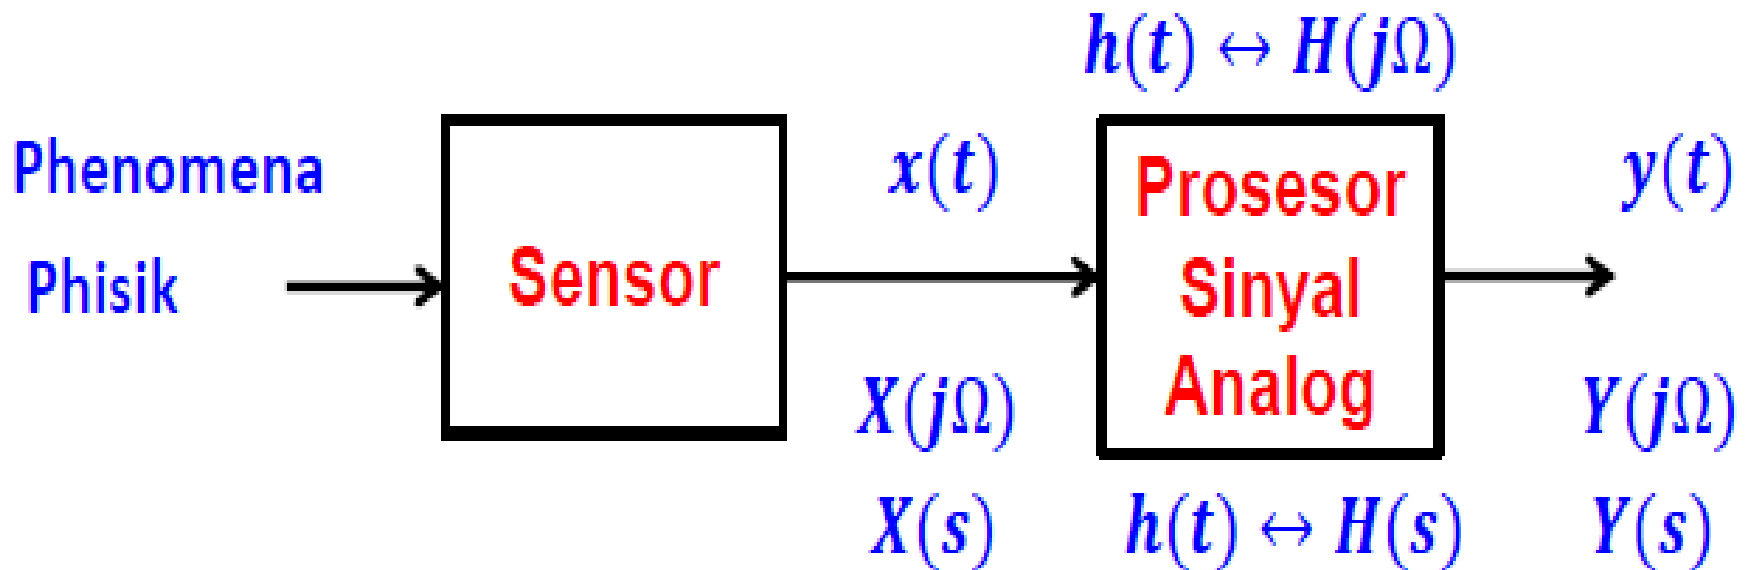 h(t) ↔ H(jΩ)
Phenomena
Phisik
Sensor
x(t)
X(jΩ)
X(s)
Prosesor
Sinyal
Analog
h(t) ↔ H(s)
y(t)
Y(jΩ)
Y(s)